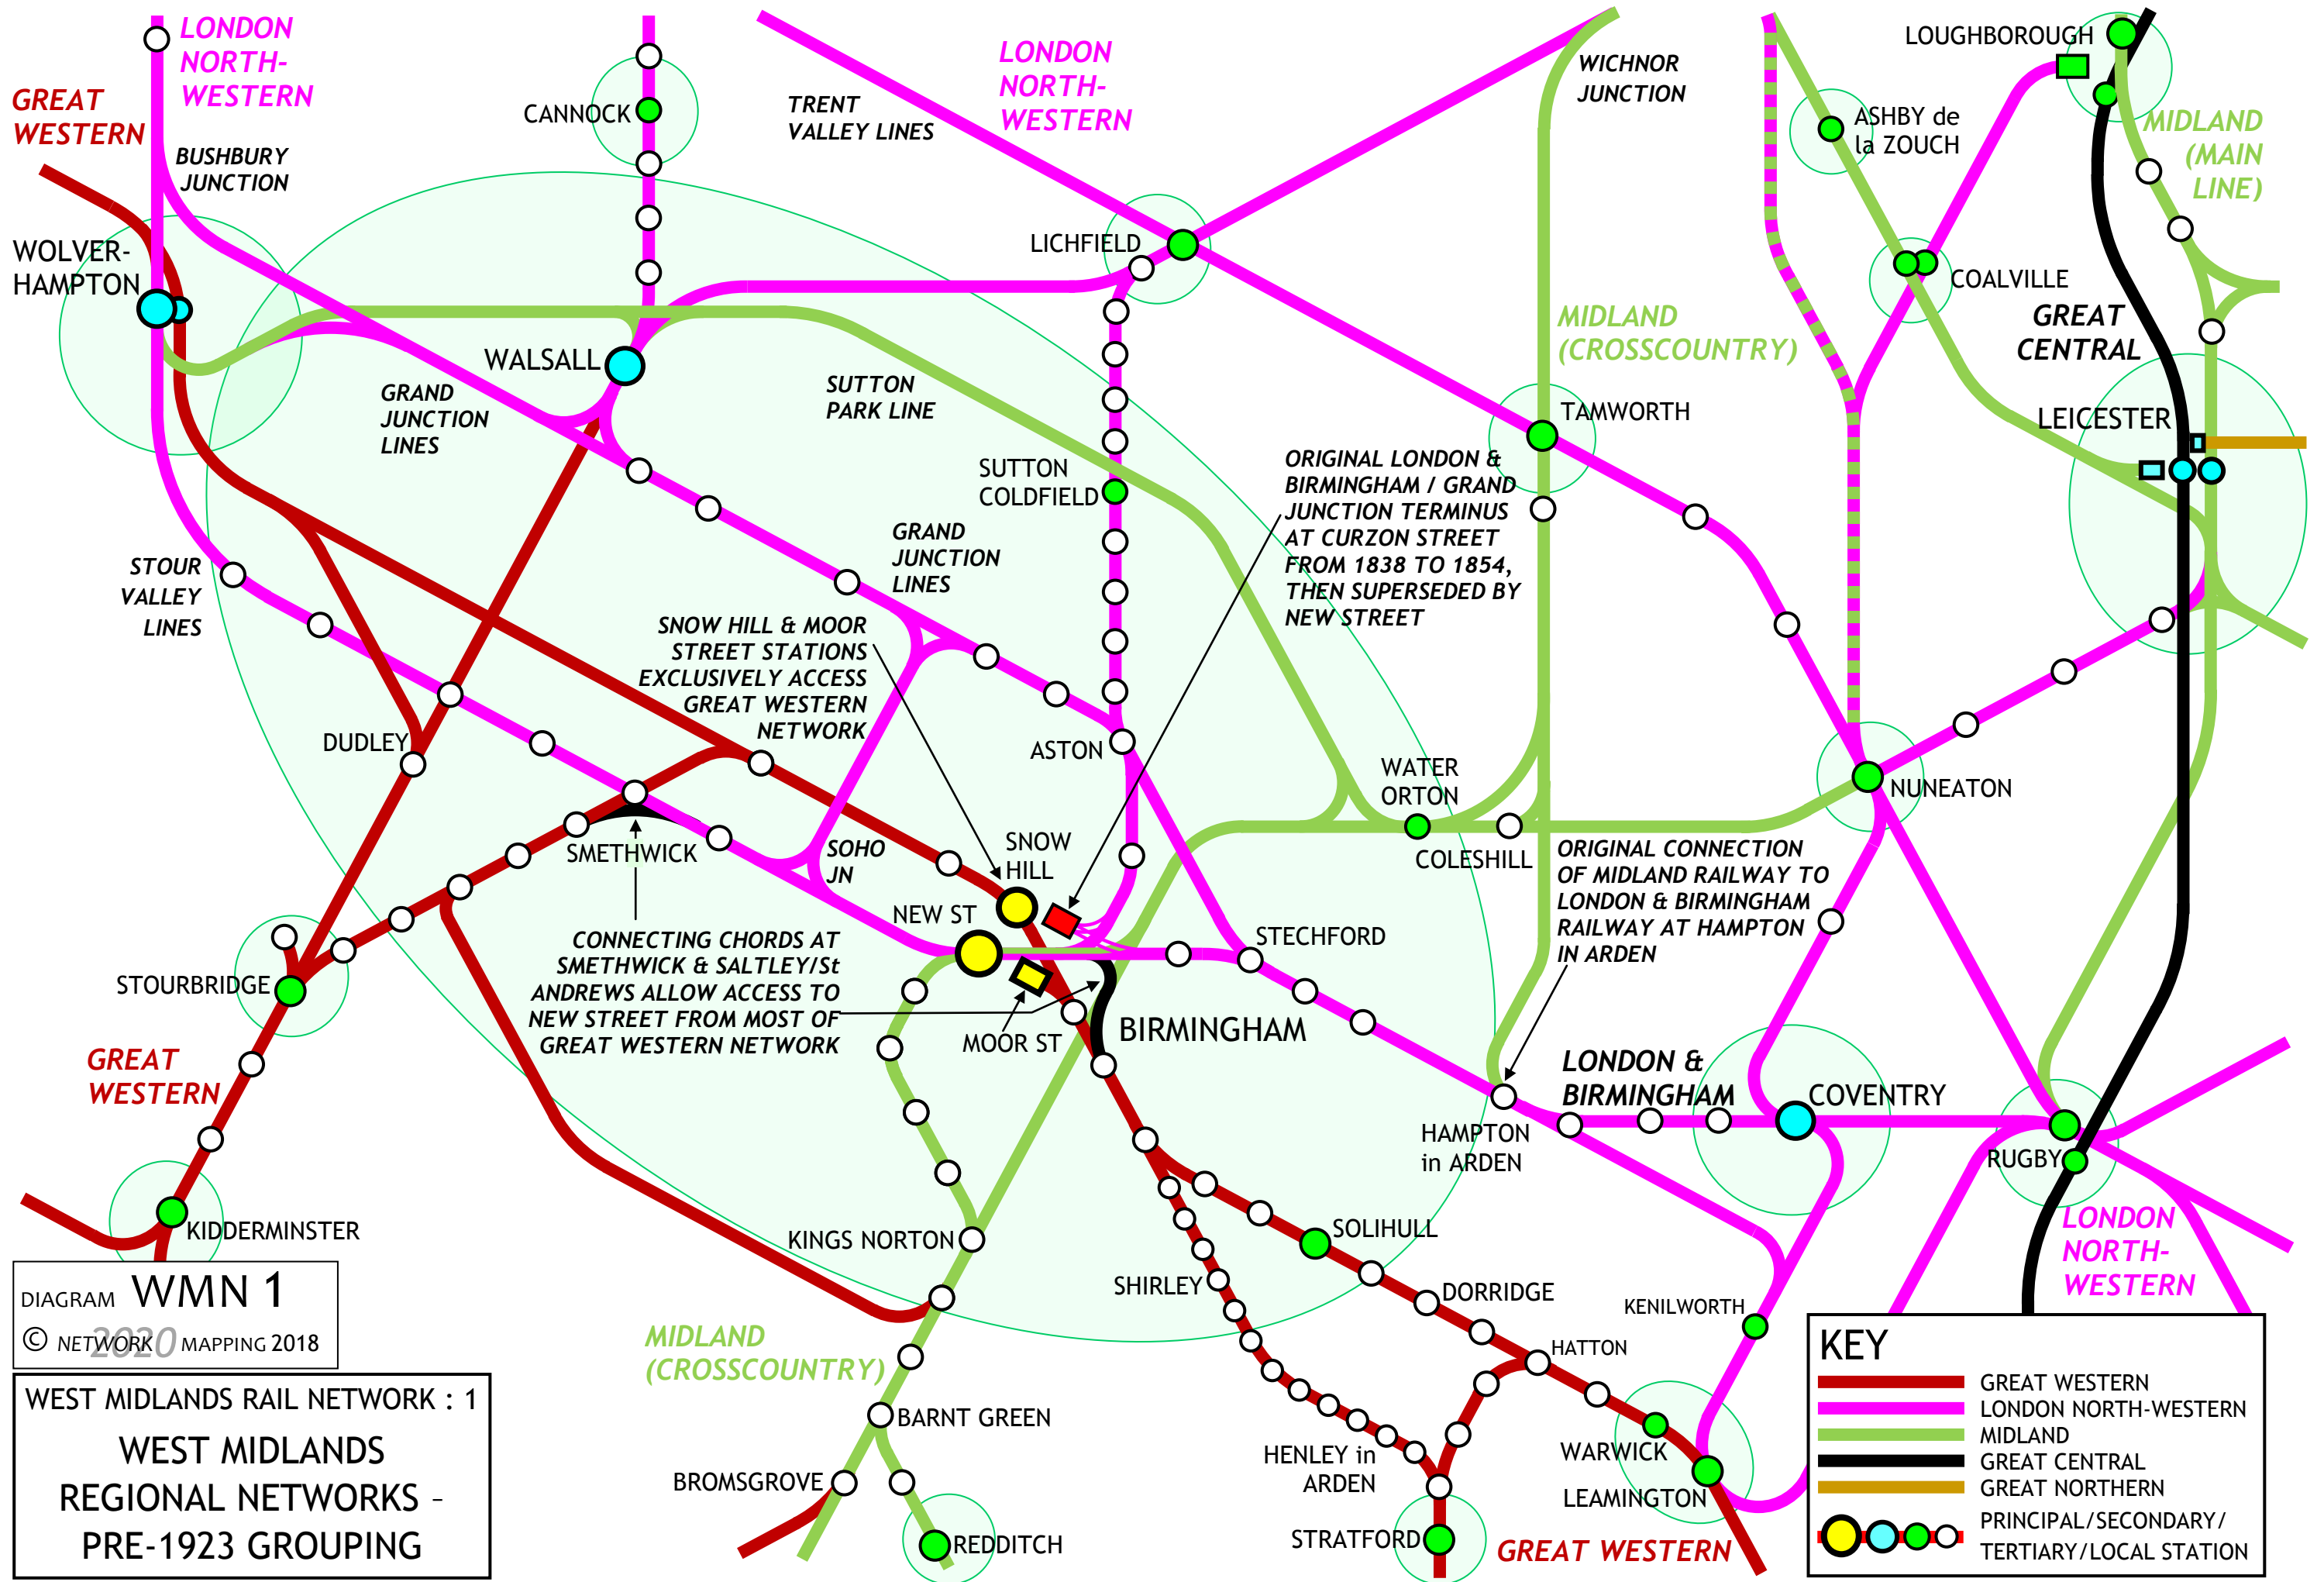 LONDON
NORTH-
WESTERN
GREAT
WESTERN
BUSHBURY
JUNCTION
WOLVER-
HAMPTON
CANNOCK
TRENT
VALLEY LINES
LONDON
NORTH-
WESTERN
WICHNOR
JUNCTION
LOUGHBOROUGH
ASHBY de
la ZOUCH
MIDLAND
(MAIN
LINE)
LICHFIELD
COALVILLE
GREAT
CENTRAL
MIDLAND
(CROSSCOUNTRY)
WALSALL
GRAND
JUNCTION
LINES
SUTTON
PARK LINE
TAMWORTH
LEICESTER
SUTTON
COLDFIELD
ORIGINAL LONDON &
BIRMINGHAM / GRAND
JUNCTION TERMINUS
AT CURZON STREET
FROM 1838 TO 1854,
THEN SUPERSEDED BY
NEW STREET
GRAND
JUNCTION
LINES
STOUR
VALLEY
LINES
SNOW HILL & MOOR
STREET STATIONS
EXCLUSIVELY ACCESS
GREAT WESTERN
NETWORK
DUDLEY
ASTON
WATER
ORTON
NUNEATON
SMETHWICK
SOHO
JN
SNOW
HILL
COLESHILL
ORIGINAL CONNECTION
OF MIDLAND RAILWAY TO
LONDON & BIRMINGHAM
RAILWAY AT HAMPTON
IN ARDEN
NEW ST
STECHFORD
CONNECTING CHORDS AT
SMETHWICK & SALTLEY/St
ANDREWS ALLOW ACCESS TO
NEW STREET FROM MOST OF
GREAT WESTERN NETWORK
STOURBRIDGE
MOOR ST
BIRMINGHAM
GREAT
WESTERN
LONDON &
BIRMINGHAM
COVENTRY
HAMPTON
in ARDEN
RUGBY
KIDDERMINSTER
KINGS NORTON
SOLIHULL
LONDON
NORTH-
WESTERN
SHIRLEY
DORRIDGE
KENILWORTH
DIAGRAM WMN 1
© NETWORK 2020 MAPPING 2018
MIDLAND
(CROSSCOUNTRY)
HATTON
WEST MIDLANDS RAIL NETWORK : 1
WEST MIDLANDS
REGIONAL NETWORKS -
PRE-1923 GROUPING
BARNT GREEN
BROMSGROVE
REDDITCH
HENLEY in
ARDEN
WARWICK
LEAMINGTON
STRATFORD
GREAT WESTERN
KEY
GREAT WESTERN
LONDON NORTH-WESTERN
MIDLAND
GREAT CENTRAL
GREAT NORTHERN
PRINCIPAL/SECONDARY/
TERTIARY/LOCAL STATION